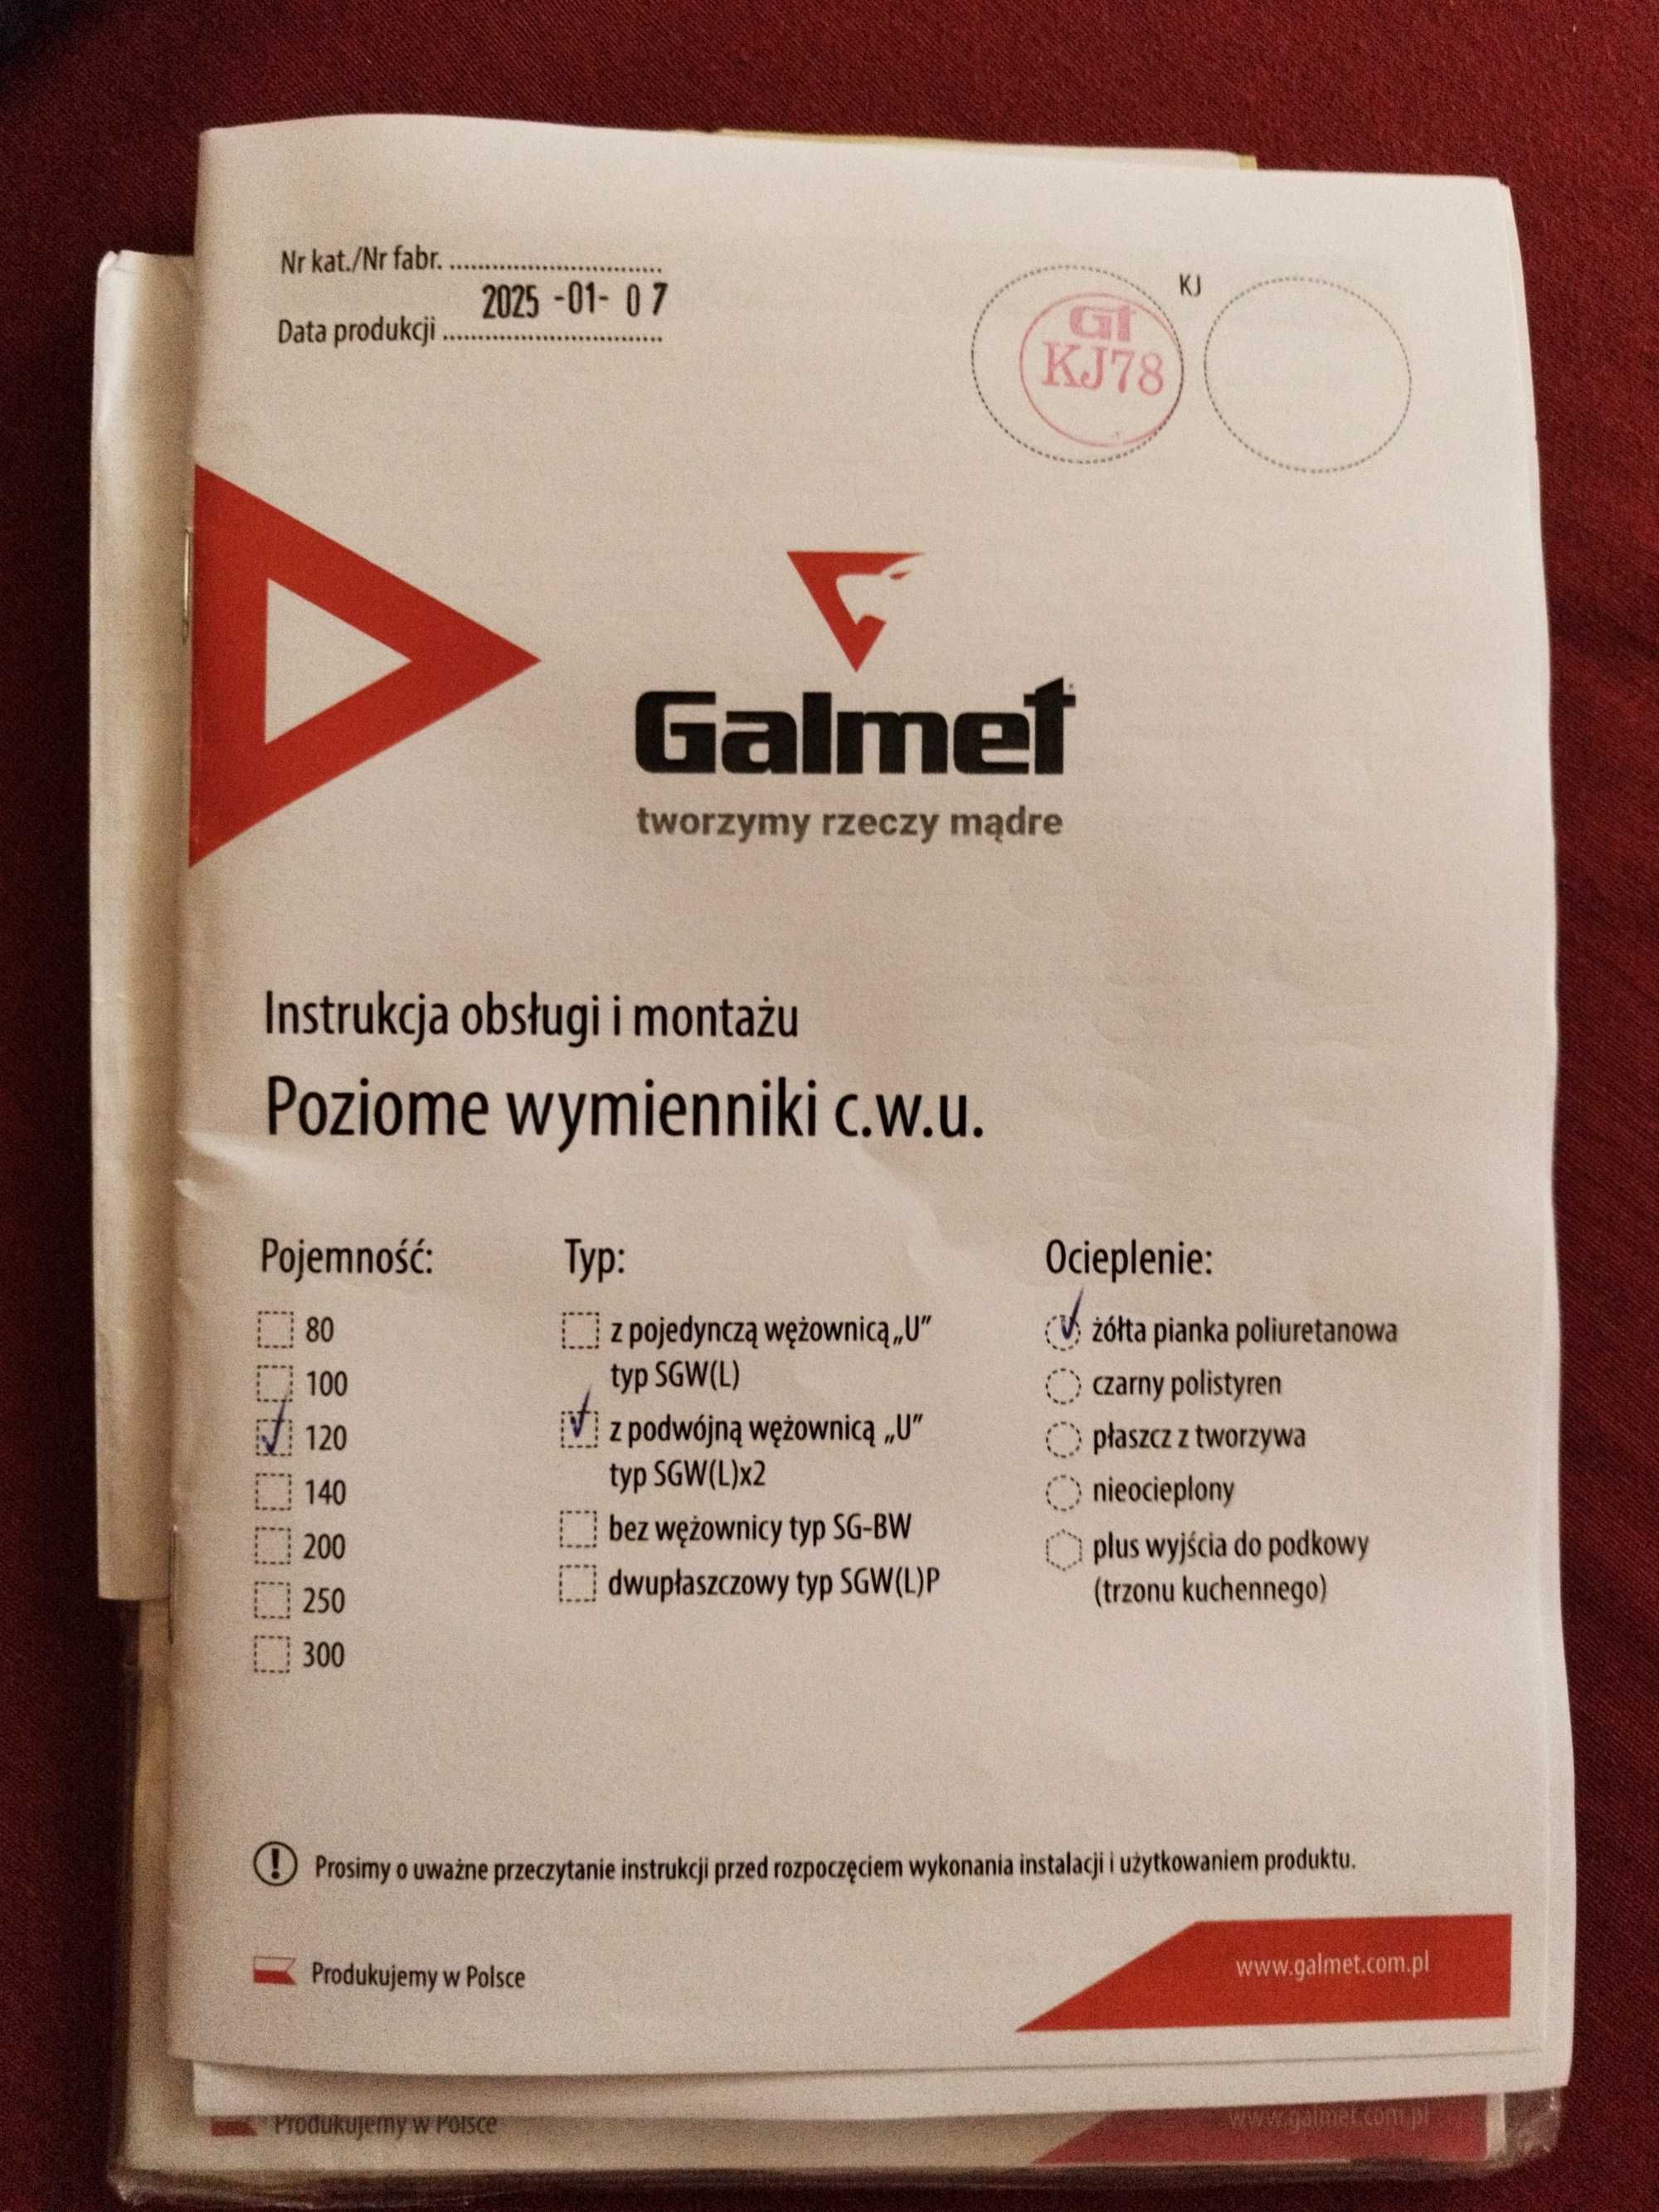 Nr kat./Nr fabr. ..............................
2025 -01- 07
Data produkcji ...............................
KJ
Gt
KJ78
Galmet
tworzymy rzeczy mądre
Instrukcja obsługi i montażu
Poziome wymienniki c.w.u.
Pojemność:
80
100
120
140
200
250
300
Typ:
z pojedynczą wężownicą „U”
typ SGW(L)
z podwójną wężownicą „U”
typ SGW(L)x2
bez wężownicy typ SG-BW
dwupłaszczowy typ SGW(L)P
Ocieplenie:
żółta pianka poliuretanowa
czarny polistyren
płaszcz z tworzywa
nieocieplony
plus wyjścia do podkowy
(trzonu kuchennego)
Prosimy o uważne przeczytanie instrukcji przed rozpoczęciem wykonania instalacji i użytkowaniem produktu.
Produkujemy w Polsce
www.galmet.com.pl
Produkujemy w Polsce
www.galmet.com.pl